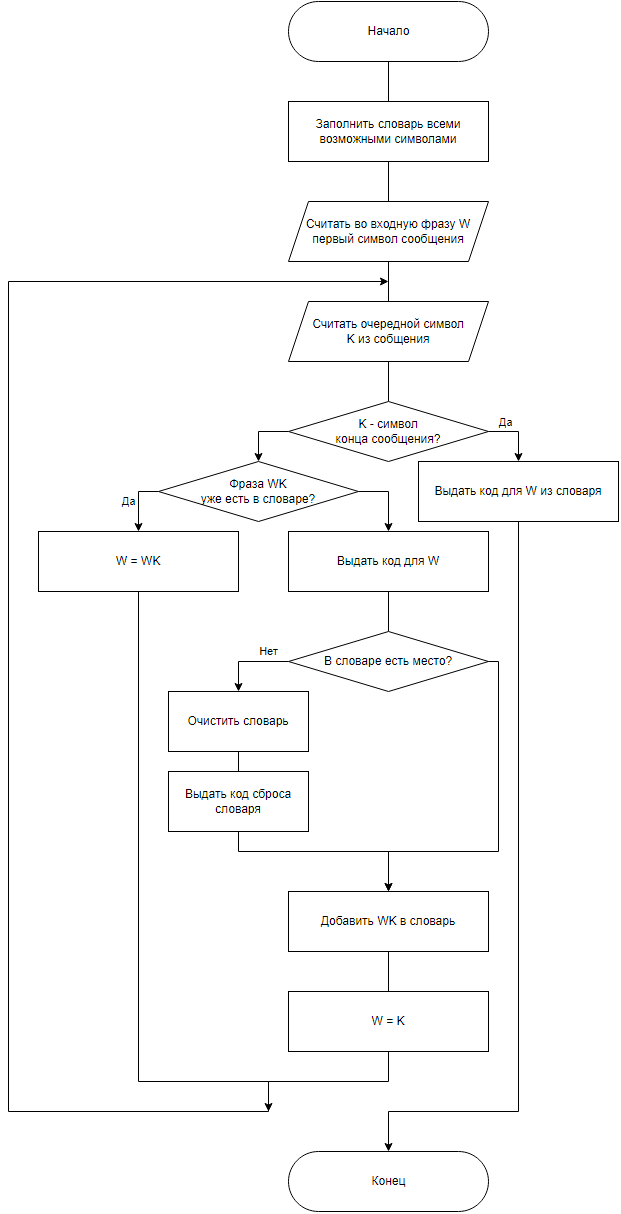 Начало
Заполнить словарь всеми
возможными символами
Считать во входную фразу W
первый символ сообщения
Считать очередной символ
K из собщения
K - символ
конца сообщения?
Да
Фраза WK
уже есть в словаре?
Да
Выдать код для W из словаря
W = WK
Выдать код для W
Нет
В словаре есть место?
Очистить словарь
Выдать код сброса
словаря
Добавить WK в словарь
W = K
Конец